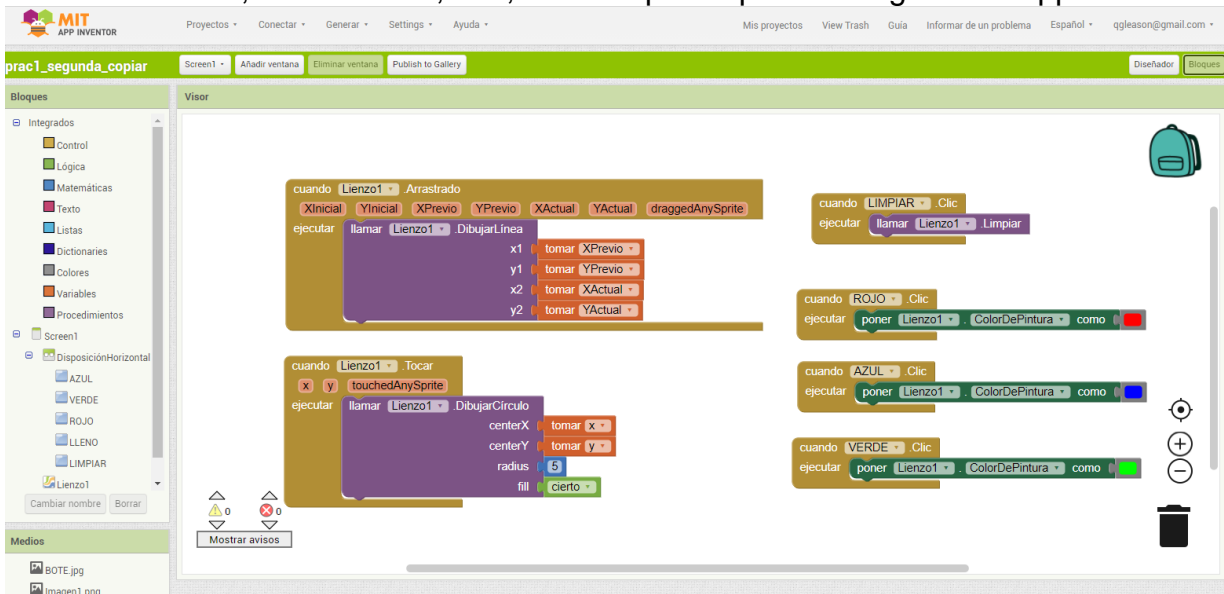 MIT
APP INVENTOR
Proyectos Conectar Generar Settings Ayuda
Mis proyectos View Trash Guía Informar de un problema Español qgleason@gmail.com
prac1_segunda_copiar
Screen1 Añadir ventana Eliminar ventana Publish to Gallery
Diseñador Bloques
Bloques
Visor
Integrados
Control
Lógica
Matemáticas
Texto
Listas
Dictionaries
Colores
Variables
Procedimientos
Screen1
DisposiciónHorizontal
AZUL
VERDE
ROJO
LLENO
LIMPIAR
Lienzo1
Cambiar nombre Borrar
Medios
BOTE.jpg
Imagen1.png
cuando Lienzo1 .Arrastrado
XInicial YInicial XPrevio YPrevio XActual YActual draggedAnySprite
ejecutar llamar Lienzo1 .DibujarLínea
x1 tomar XPrevio
y1 tomar YPrevio
x2 tomar XActual
y2 tomar YActual
cuando Lienzo1 .Tocar
x y touchedAnySprite
ejecutar llamar Lienzo1 .DibujarCírculo
centerX tomar x
centerY tomar y
radius 5
fill cierto
0 0
Mostrar avisos
cuando LIMPIAR .Clic
ejecutar llamar Lienzo1 .Limpiar
cuando ROJO .Clic
ejecutar poner Lienzo1 . ColorDePintura como
cuando AZUL .Clic
ejecutar poner Lienzo1 . ColorDePintura como
cuando VERDE .Clic
ejecutar poner Lienzo1 . ColorDePintura como